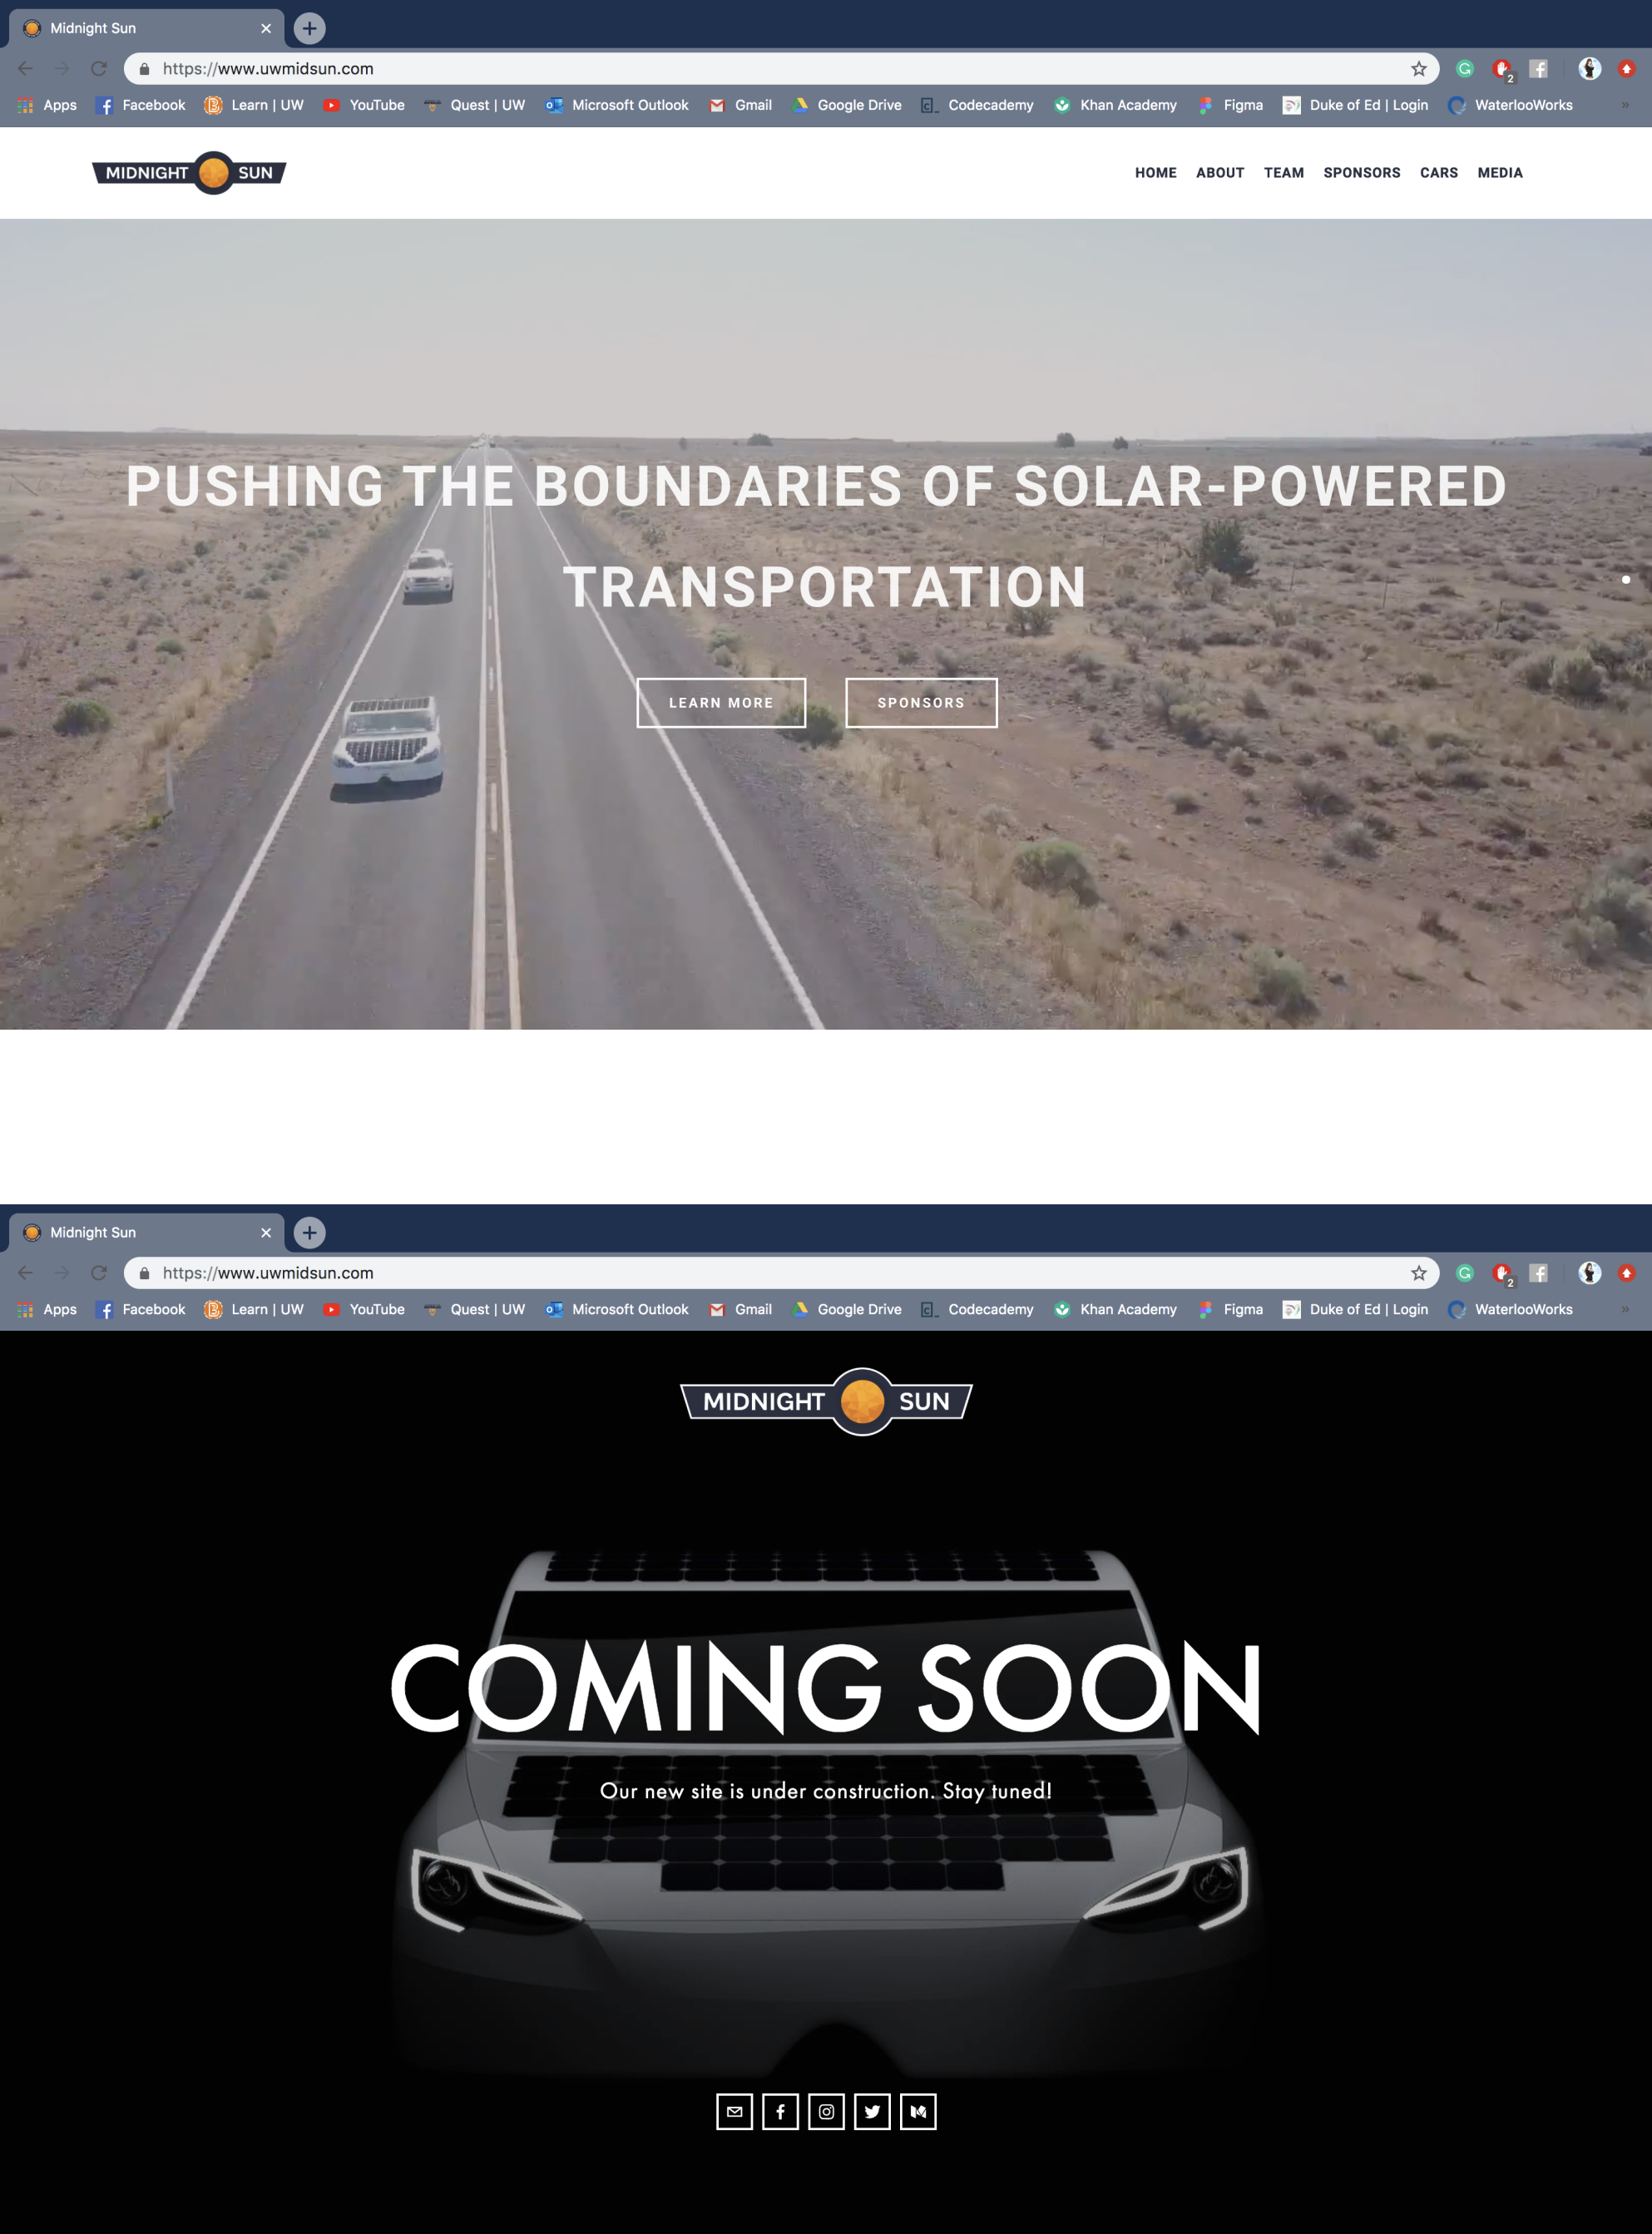 Midnight Sun
https://www.uwmidsun.com
2
Apps Facebook Learn | UW YouTube Quest | UW Microsoft Outlook Gmail Google Drive Codecademy Khan Academy Figma Duke of Ed | Login WaterlooWorks »
MIDNIGHT SUN
HOME ABOUT TEAM SPONSORS CARS MEDIA
PUSHING THE BOUNDARIES OF SOLAR-POWERED
TRANSPORTATION
LEARN MORE SPONSORS
Midnight Sun
https://www.uwmidsun.com
2
Apps Facebook Learn | UW YouTube Quest | UW Microsoft Outlook Gmail Google Drive Codecademy Khan Academy Figma Duke of Ed | Login WaterlooWorks »
MIDNIGHT SUN
COMING SOON
Our new site is under construction. Stay tuned!